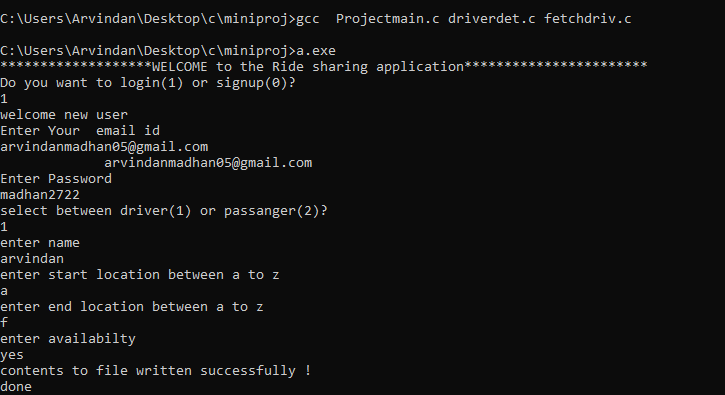 C:\Users\Arvindan\Desktop\c\miniproj>gcc  Projectmain.c driverdet.c fetchdriv.c
C:\Users\Arvindan\Desktop\c\miniproj>a.exe
*******************WELCOME to the Ride sharing application***********************
Do you want to login(1) or signup(0)?
1
welcome new user
Enter Your  email id
arvindanmadhan05@gmail.com
             arvindanmadhan05@gmail.com
Enter Password
madhan2722
select between driver(1) or passanger(2)?
1
enter name
arvindan
enter start location between a to z
a
enter end location between a to z
f
enter availabilty
yes
contents to file written successfully !
done